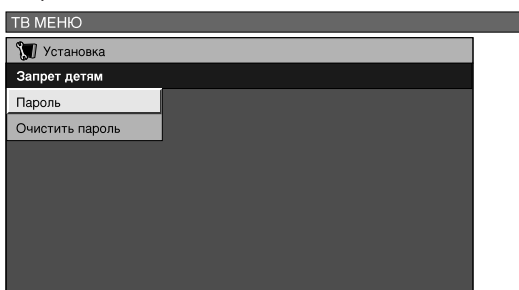 ТВ МЕНЮ
Установка
Запрет детям
Пароль
Очистить пароль